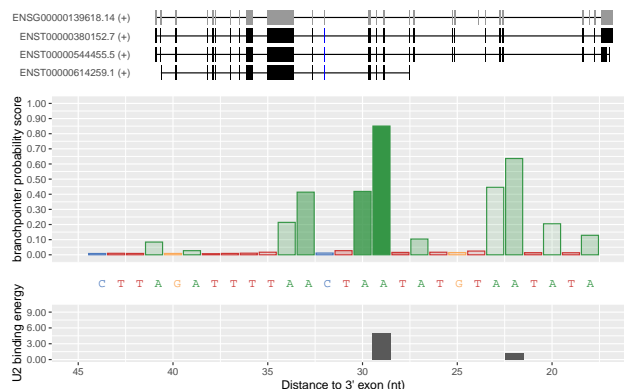 ENSG00000139618.14 (+)
ENST00000380152.7 (+)
ENST00000544455.5 (+)
ENST00000614259.1 (+)
branchpointer probability score
1.00
0.90
0.80
0.70
0.60
0.50
0.40
0.30
0.20
0.10
0.00
C T T A G A T T T T A A C T A A T A T G T A A T A T A
U2 binding energy
9.00
6.00
3.00
0.00
45 40 35 30 25 20
Distance to 3' exon (nt)